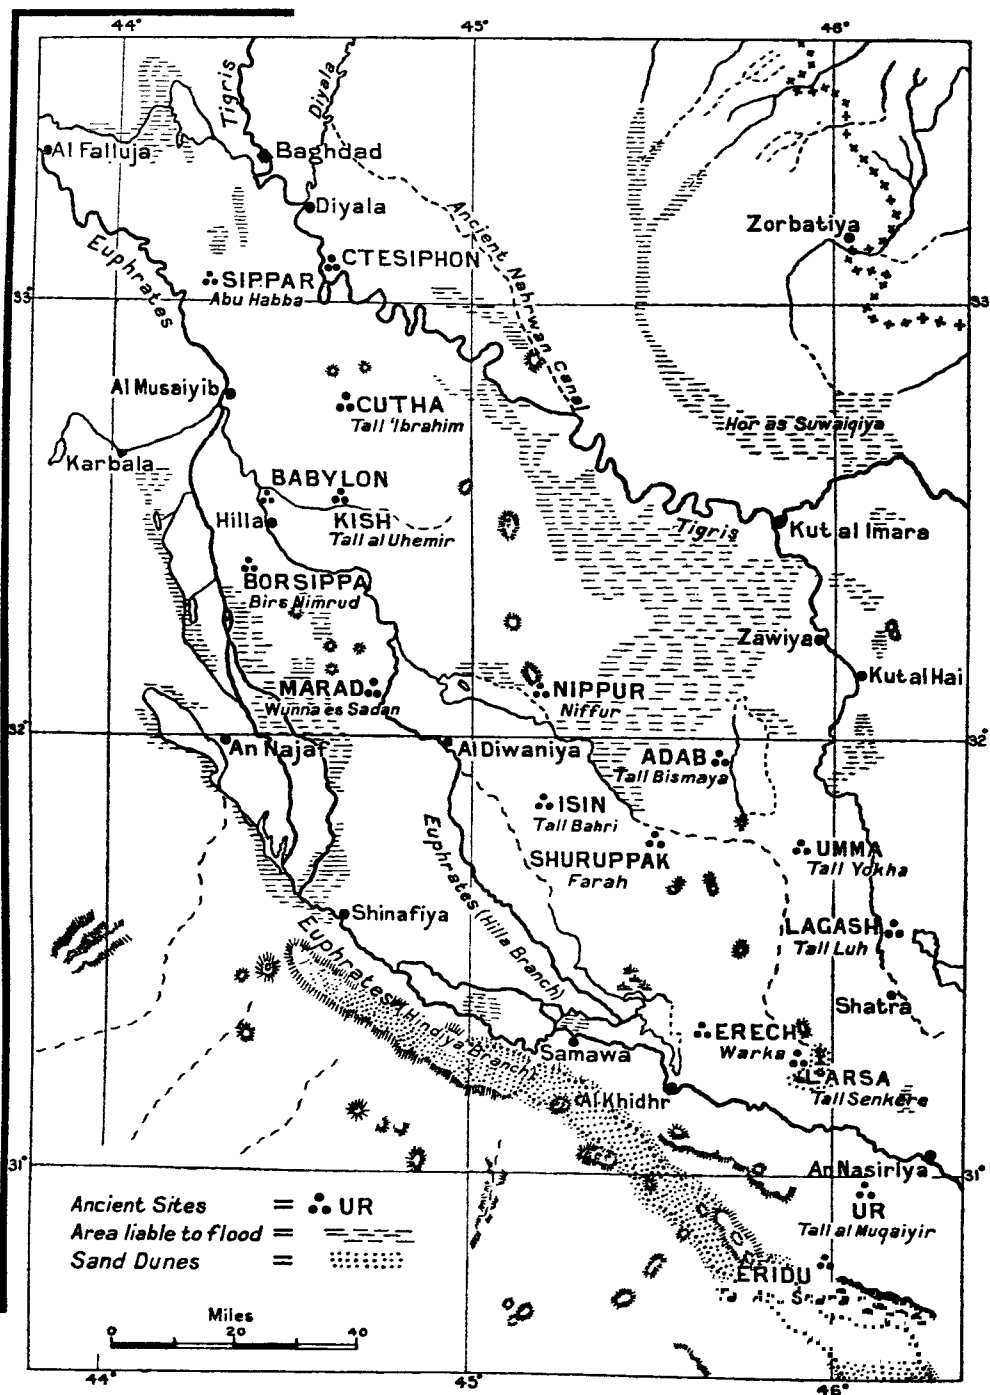 44° 45° 46°
Tigris
Diyala
Al Falluja
Baghdad
Diyala
Ancient Nahrwan Canal
Zorbatiya
Euphrates
CTESIPHON
SIPPAR
Abu Habba
33° 33
Al Musaiyib
CUTHA
Tall 'Ibrahim
Hor as Suwaiqiya
Karbala
BABYLON
Hilla
KISH
Tall al Uhemir
Tigris
Kut al Imara
BORSIPPA
Birs Nimrud
Zawiya
Kut al Hai
MARAD
Wunna es Sadan
NIPPUR
Niffur
32° 32°
An Najaf
Al Diwaniya
ADAB
Tall Bismaya
ISIN
Tall Bahri
SHURUPPAK
Farah
UMMA
Tall Yokha
Euphrates (Hilla Branch)
Shinafiya
LAGASH
Tall Luh
Euphrates (Hindiya Branch)
Shatra
Samawa
ERECH
Warka
LARSA
Tall Senkere
Al Khidhr
31° 31°
An Nasiriya
Ancient Sites = UR
UR
Tall al Muqaiyir
Area liable to flood =
Sand Dunes =
ERIDU
Miles
0 20 40
44° 45 46°